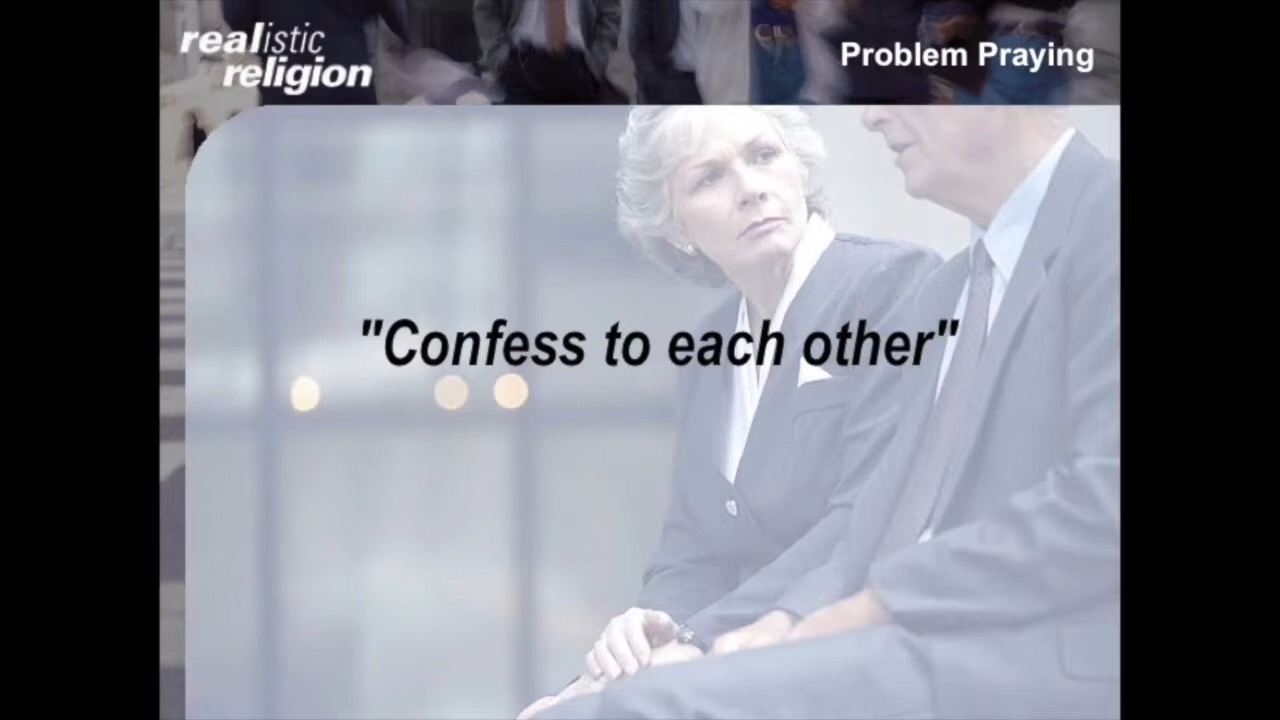 realistic
religion
Problem Praying
"Confess to each other"